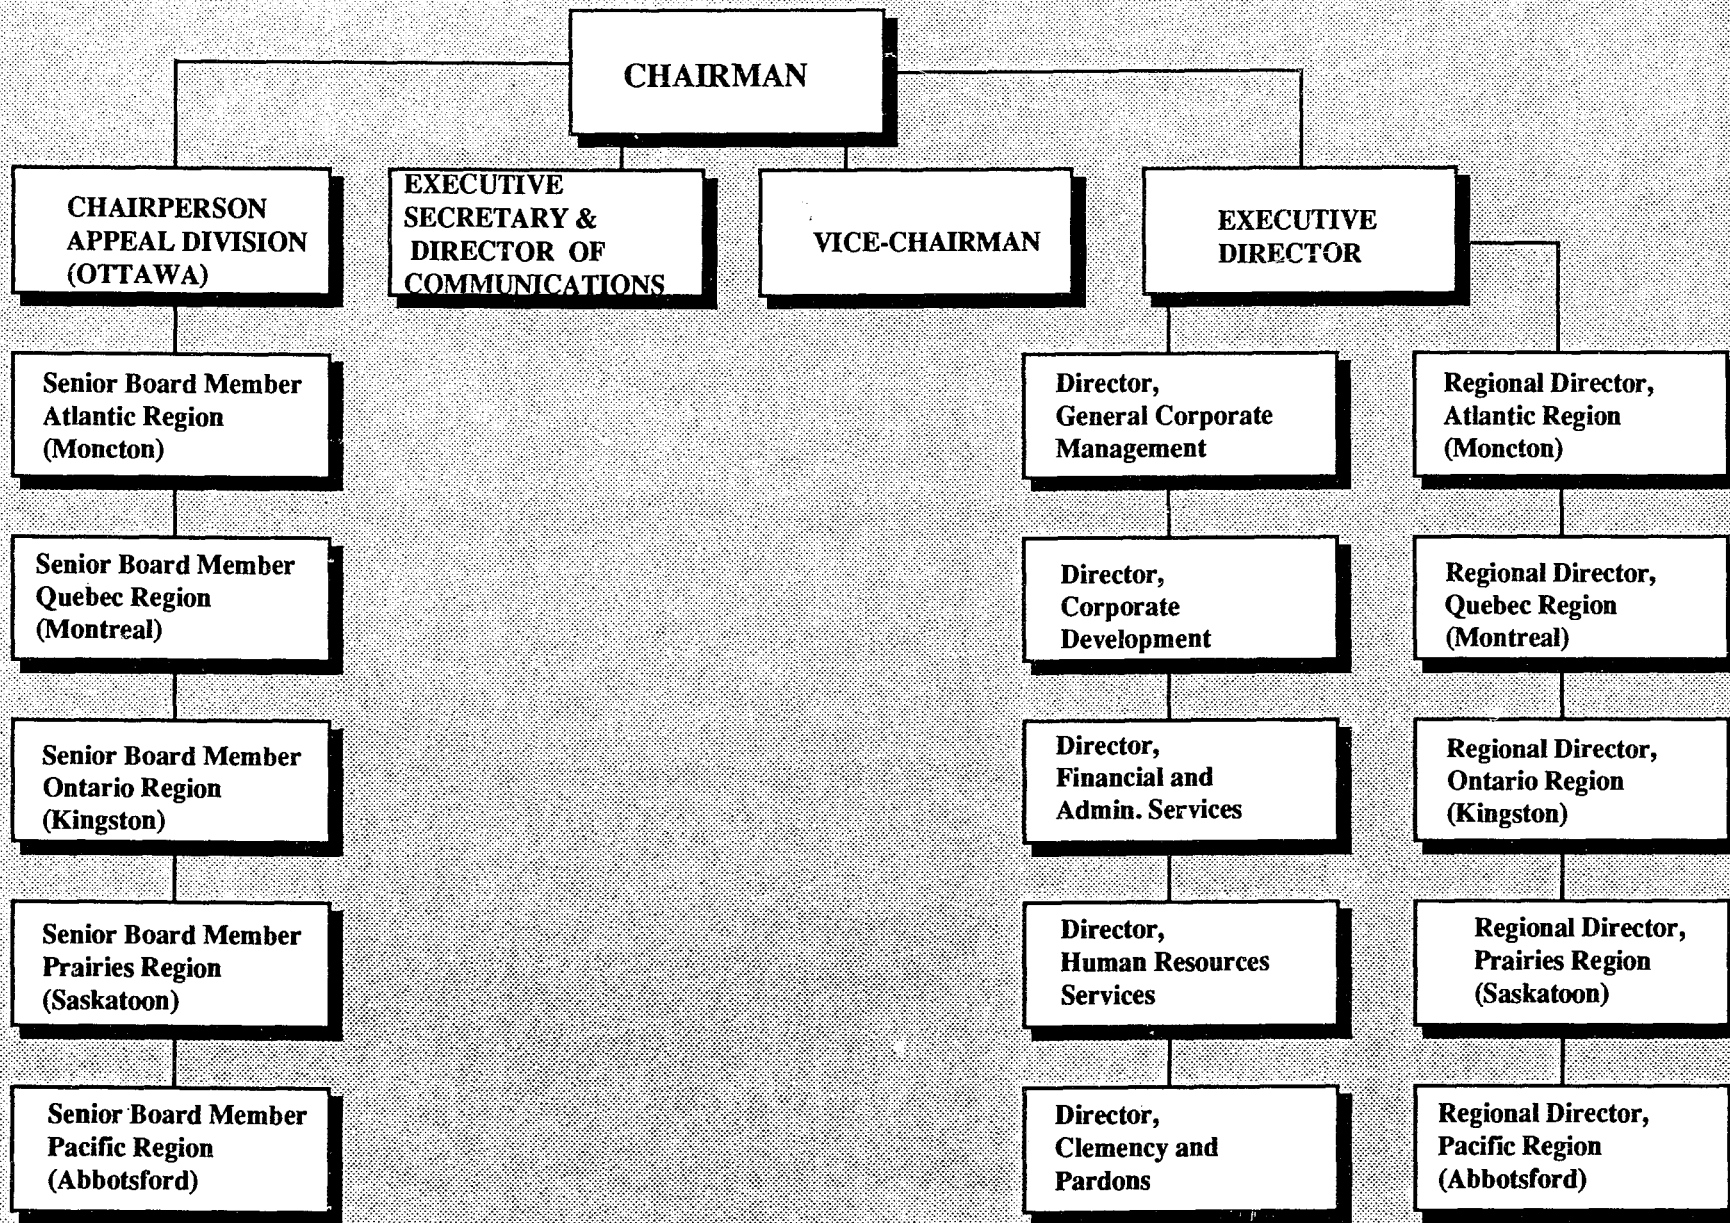 CHAIRMAN
CHAIRPERSON
APPEAL DIVISION
(OTTAWA)
EXECUTIVE
SECRETARY &
DIRECTOR OF
COMMUNICATIONS
VICE-CHAIRMAN
EXECUTIVE
DIRECTOR
Senior Board Member
Atlantic Region
(Moncton)
Senior Board Member
Quebec Region
(Montreal)
Senior Board Member
Ontario Region
(Kingston)
Senior Board Member
Prairies Region
(Saskatoon)
Senior Board Member
Pacific Region
(Abbotsford)
Director,
General Corporate
Management
Director,
Corporate
Development
Director,
Financial and
Admin. Services
Director,
Human Resources
Services
Director,
Clemency and
Pardons
Regional Director,
Atlantic Region
(Moncton)
Regional Director,
Quebec Region
(Montreal)
Regional Director,
Ontario Region
(Kingston)
Regional Director,
Prairies Region
(Saskatoon)
Regional Director,
Pacific Region
(Abbotsford)